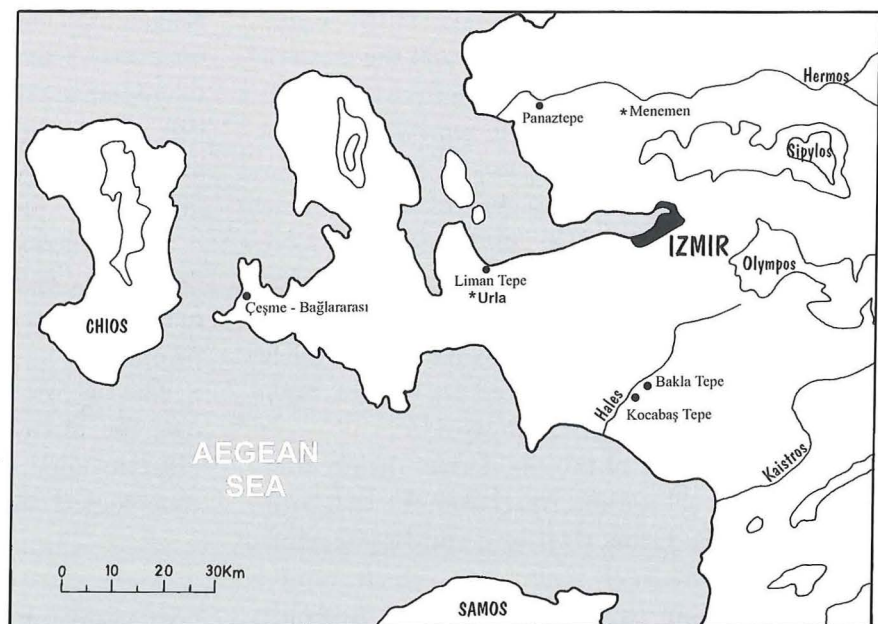 Hermos
Panaztepe
*Menemen
Sipylos
IZMIR
Olympos
Liman Tepe
*Urla
Çeşme - Bağlararası
CHIOS
Bakla Tepe
Hales
Kocabaş Tepe
Kaistros
AEGEAN
SEA
0 10 20 30Km
SAMOS